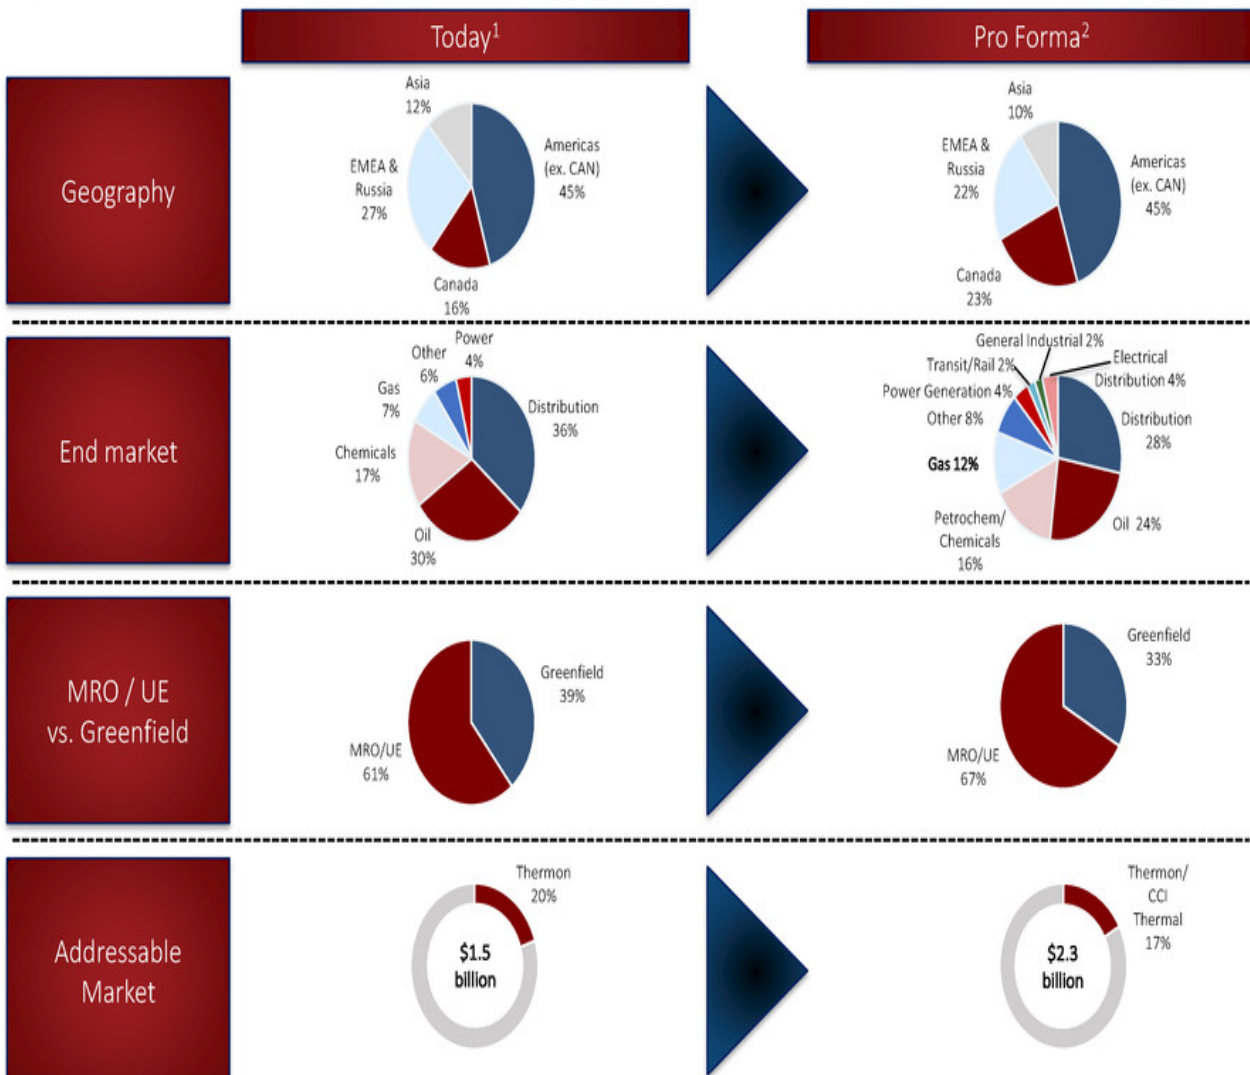 Today1
Pro Forma2
Geography
Asia
12%
Americas
(ex. CAN)
45%
EMEA &
Russia
27%
Canada
16%
Asia
10%
Americas
(ex. CAN)
45%
EMEA &
Russia
22%
Canada
23%
End market
Power
4%
Other
6%
Gas
7%
Distribution
36%
Chemicals
17%
Oil
30%
General Industrial 2%
Electrical
Distribution 4%
Transit/Rail 2%
Power Generation 4%
Other 8%
Distribution
28%
Gas 12%
Petrochem/
Chemicals
16%
Oil 24%
MRO / UE
vs. Greenfield
Greenfield
39%
MRO/UE
61%
Greenfield
33%
MRO/UE
67%
Addressable
Market
Thermon
20%
$1.5
billion
Thermon/
CCI
Thermal
17%
$2.3
billion